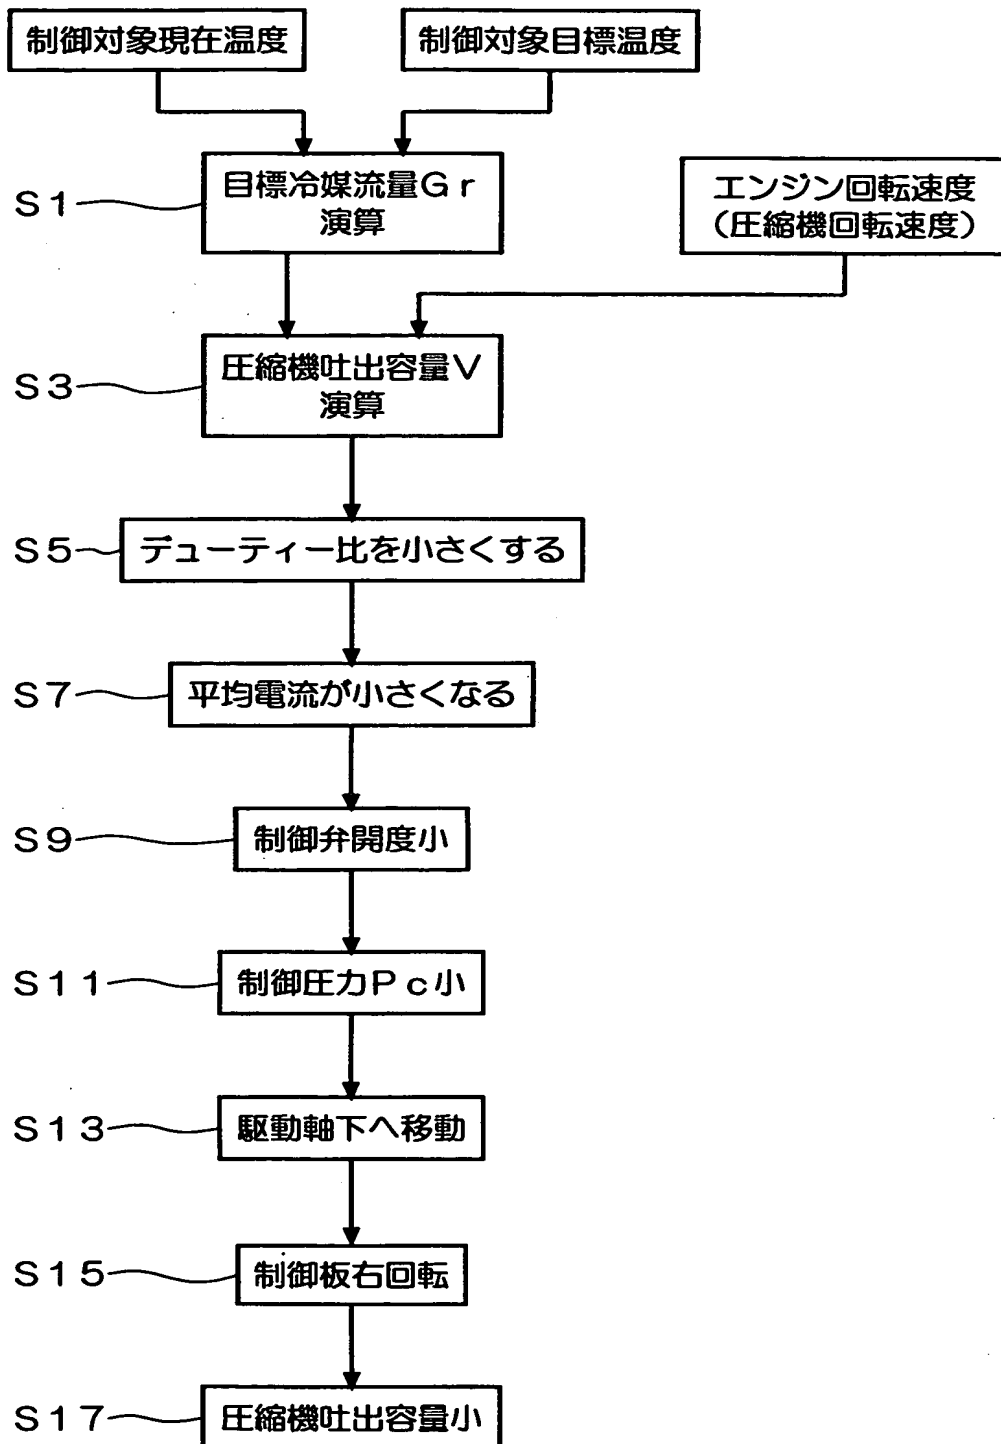 制御対象現在温度
制御対象目標温度
S1
目標冷媒流量Gr
演算
エンジン回転速度
(圧縮機回転速度)
S3
圧縮機吐出容量V
演算
S5
デューティー比を小さくする
S7
平均電流が小さくなる
S9
制御弁開度小
S11
制御圧力Pc小
S13
駆動軸下へ移動
S15
制御板右回転
S17
圧縮機吐出容量小